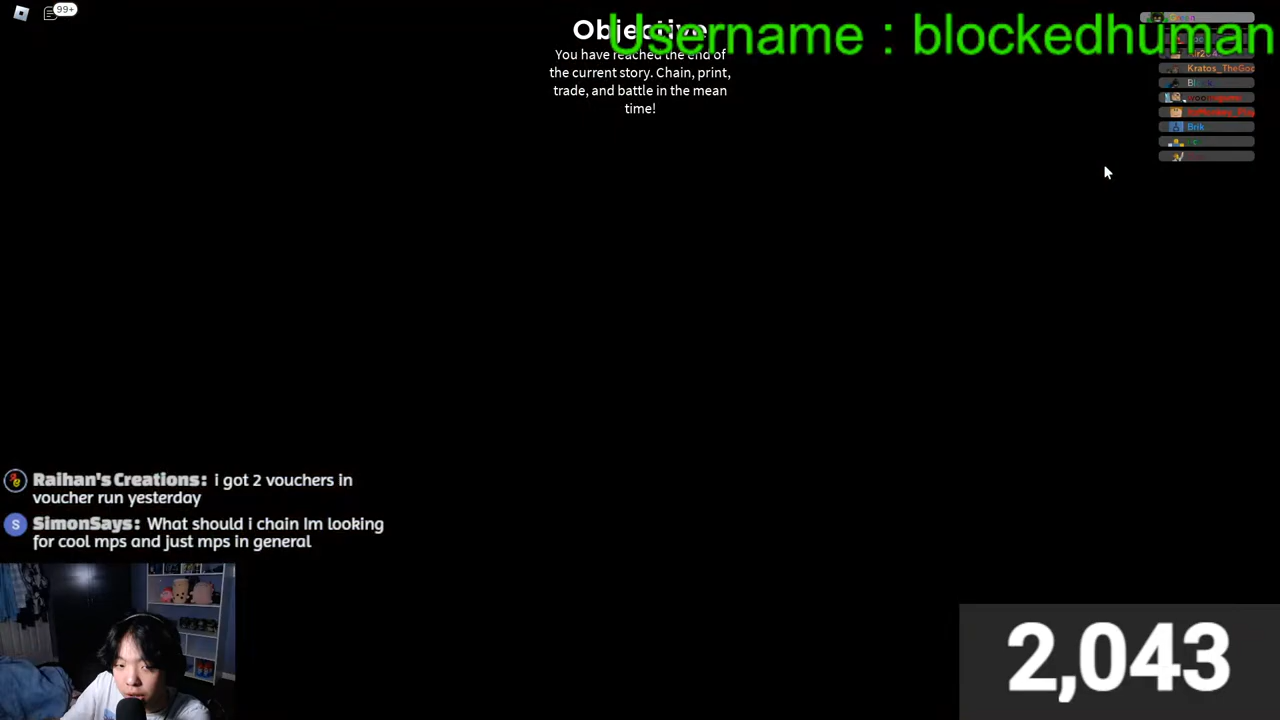 99+
Objective
Username : blockedhuman
You have reached the end of
the current story. Chain, print,
trade, and battle in the mean
time!
Kratos_TheGod
Brik
Raihan's Creations: i got 2 vouchers in
voucher run yesterday
S SimonSays: What should i chain Im looking
for cool mps and just mps in general
2,043